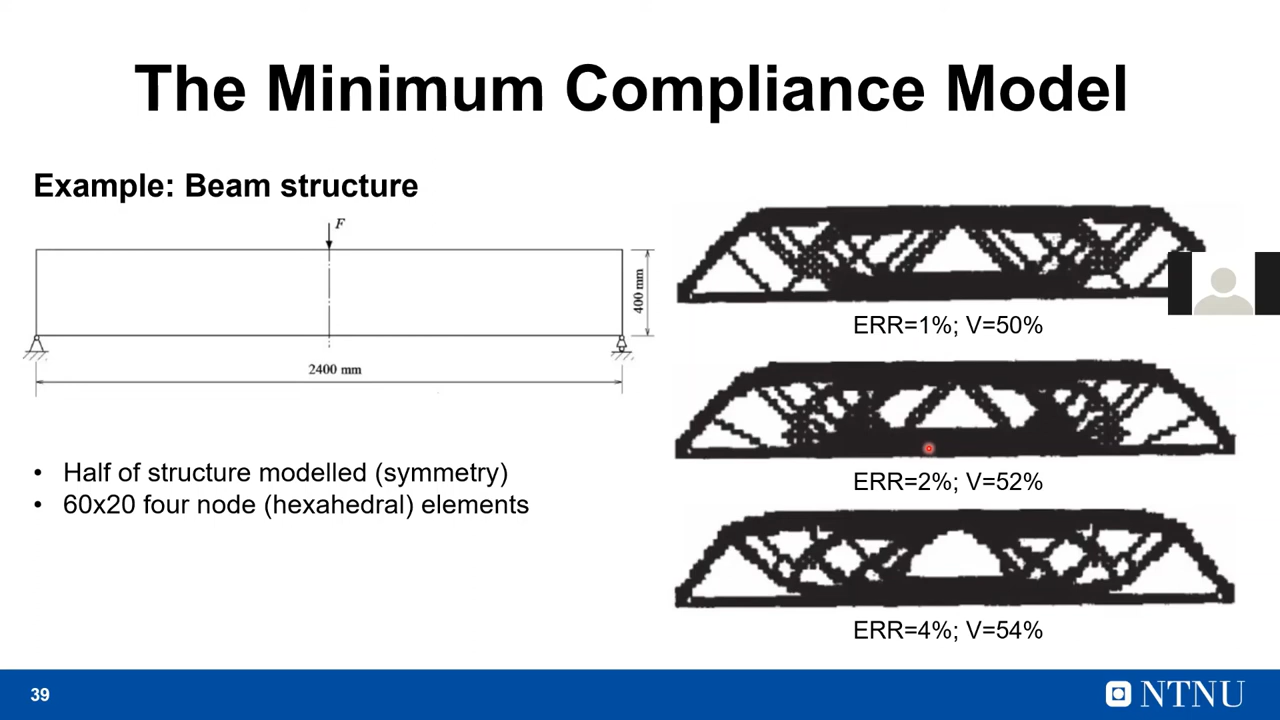 The Minimum Compliance Model
Example: Beam structure
F
400 mm
2400 mm
• Half of structure modelled (symmetry)
• 60x20 four node (hexahedral) elements
ERR=1%; V=50%
ERR=2%; V=52%
ERR=4%; V=54%
39
NTNU